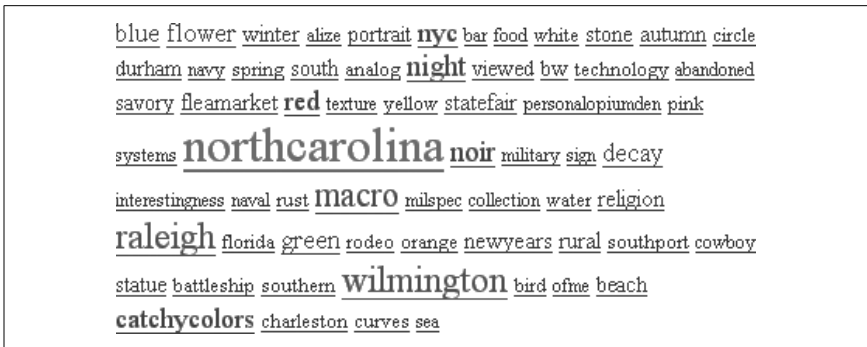 blue flower winter alize portrait nyc bar food white stone autumn circle
durham navy spring south analog night viewed bw technology abandoned
savory fleamarket red texture yellow statefair personalopiumden pink
systems northcarolina noir military sign decay
interestingness naval rust macro milspec collection water religion
raleigh florida green rodeo orange newyears rural southport cowboy
statue battleship southern wilmington bird ofme beach
catchycolors charleston curves sea